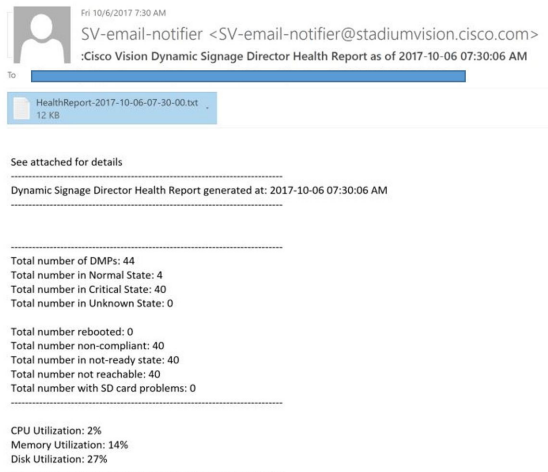 Fri 10/6/2017 7:30 AM
SV-email-notifier <SV-email-notifier@stadiumvision.cisco.com>
:Cisco Vision Dynamic Signage Director Health Report as of 2017-10-06 07:30:06 AM
To
HealthReport-2017-10-06-07-30-00.txt
12 KB
See attached for details
------------------------------------------------------------------------------
Dynamic Signage Director Health Report generated at: 2017-10-06 07:30:06 AM
------------------------------------------------------------------------------
------------------------------------------------------------------------------
Total number of DMPs: 44
Total number in Normal State: 4
Total number in Critical State: 40
Total number in Unknown State: 0
Total number rebooted: 0
Total number non-compliant: 40
Total number in not-ready state: 40
Total number not reachable: 40
Total number with SD card problems: 0
------------------------------------------------------------------------------
CPU Utilization: 2%
Memory Utilization: 14%
Disk Utilization: 27%